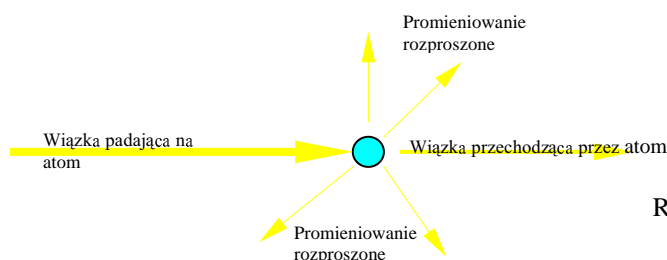 Promieniowanie
rozproszone
Wiązka padająca na
atom
Wiązka przechodząca przez atom
R
Promieniowanie
rozproszone